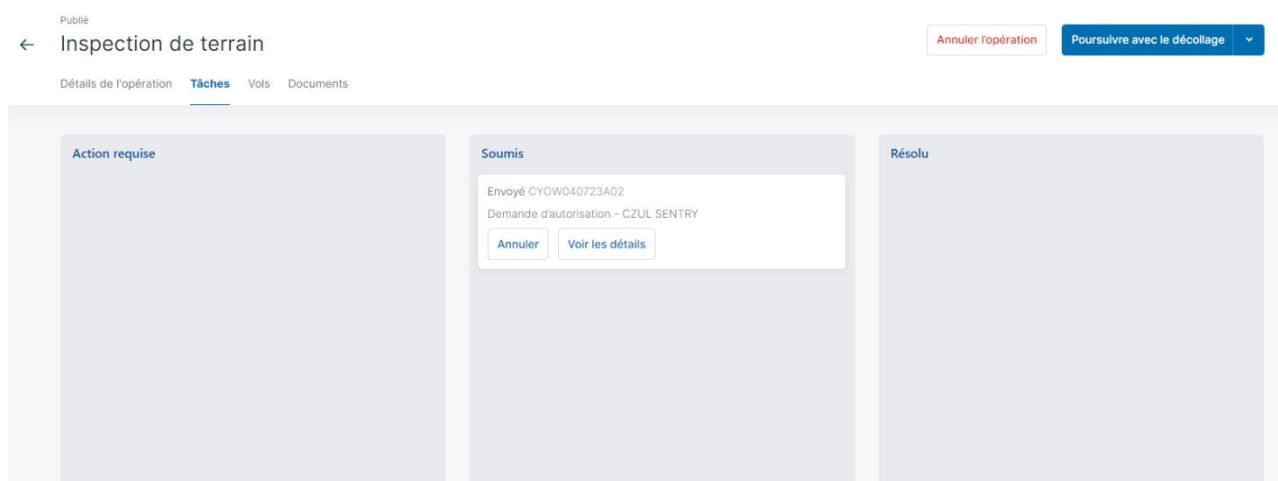 Publié
Inspection de terrain
Annuler l'opération
Poursuivre avec le décollage
Détails de l'opération Tâches Vols Documents
Action requise
Soumis
Résolu
Envoyé CYOW040723A02
Demande d'autorisation - CZUL SENTRY
Annuler
Voir les détails